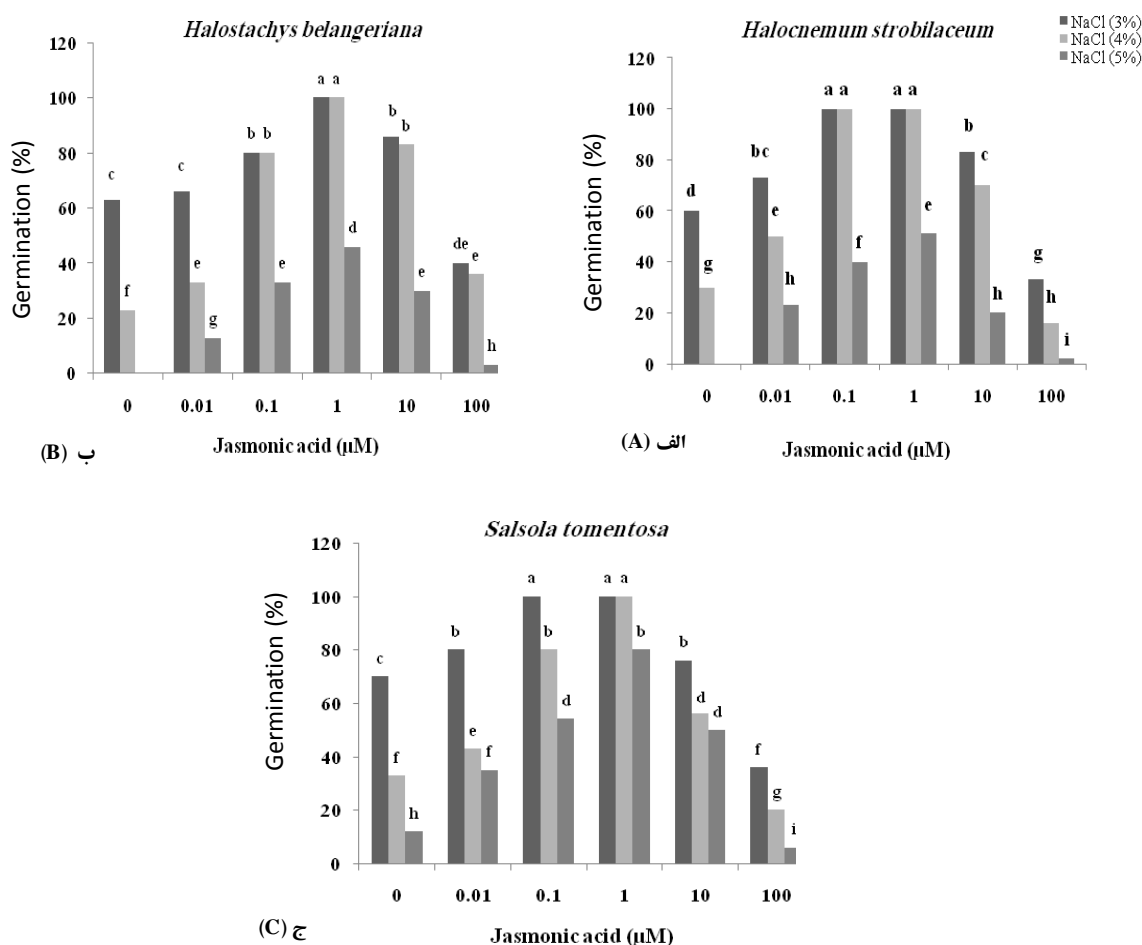 Halostachys belangeriana
Germination (%)
120
100
80
60
40
20
0
c
f
c
e
g
b b
e
a a
d
b
b
e
de
e
h
0 0.01 0.1 1 10 100
Jasmonic acid (µM)
(B) ب
Halocnemum strobilaceum
NaCl (3%)
NaCl (4%)
NaCl (5%)
Germination (%)
120
100
80
60
40
20
0
d
g
bc
e
h
a a
f
a a
e
b
c
h
g
h
i
0 0.01 0.1 1 10 100
Jasmonic acid (µM)
(A) الف
Salsola tomentosa
Germination (%)
120
100
80
60
40
20
0
c
f
h
b
e
f
a
b
d
a a
b
b
d d
f
g
i
0 0.01 0.1 1 10 100
Jasmonic acid (µM)
(C) ج